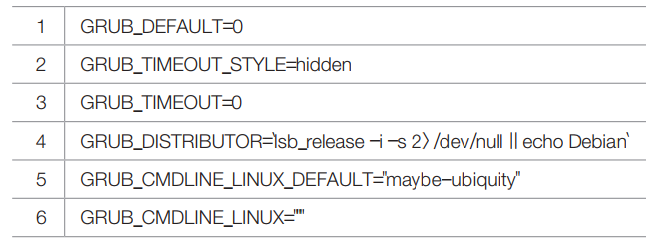 1 GRUB_DEFAULT=0
2 GRUB_TIMEOUT_STYLE=hidden
3 GRUB_TIMEOUT=0
4 GRUB_DISTRIBUTOR=`lsb_release –i –s 2> /dev/null || echo Debian`
5 GRUB_CMDLINE_LINUX_DEFAULT="maybe–ubiquity"
6 GRUB_CMDLINE_LINUX=""